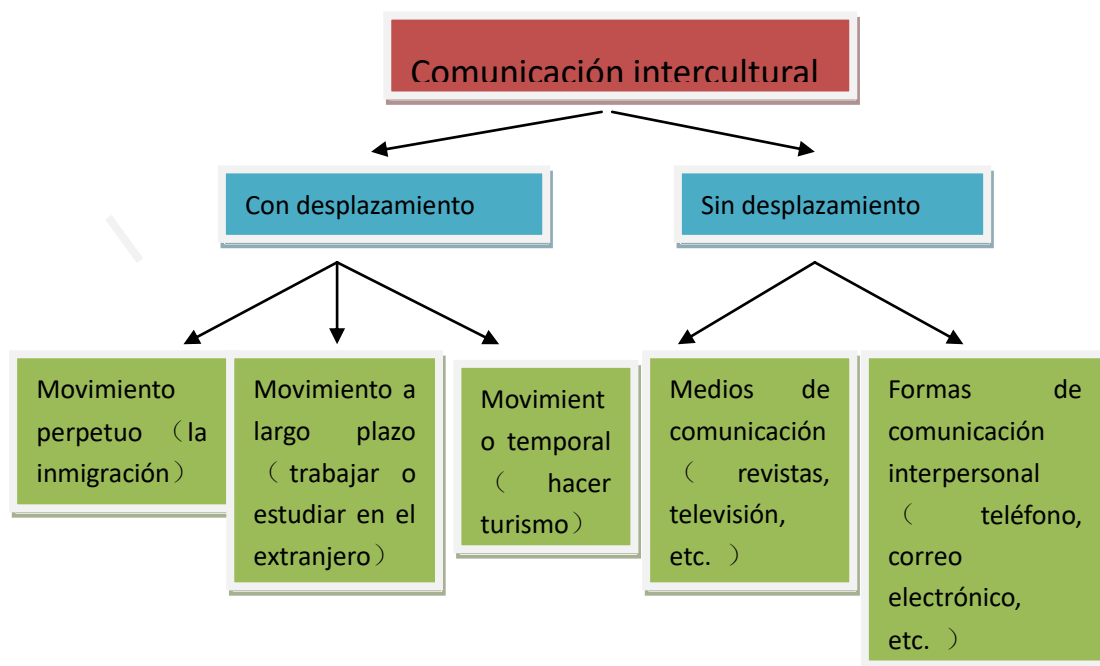 Comunicación intercultural
Con desplazamiento
Sin desplazamiento
Movimiento
perpetuo （la
inmigración）
Movimiento a
largo plazo
（ trabajar o
estudiar en el
extranjero）
Movimient
o temporal
（ hacer
turismo）
Medios de
comunicación
（ revistas,
televisión,
etc. ）
Formas de
comunicación
interpersonal
（ teléfono,
correo
electrónico,
etc. ）